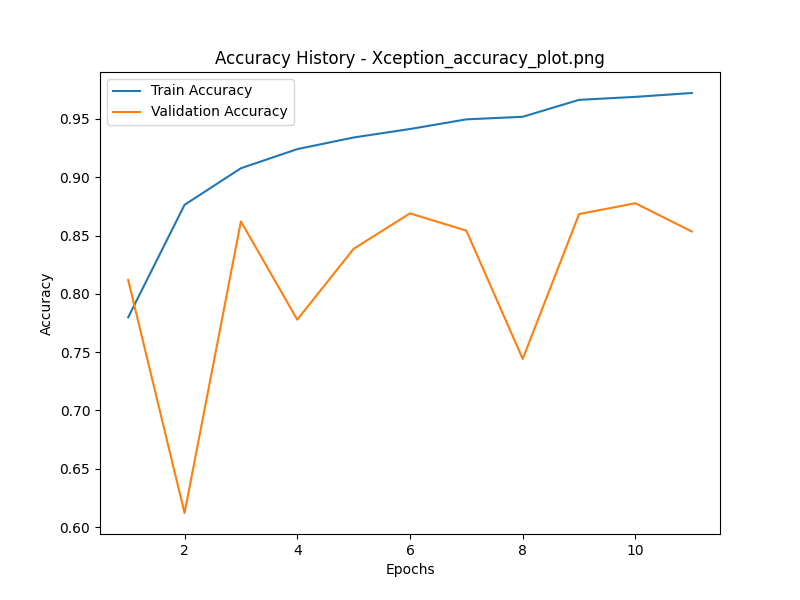 Accuracy History - Xception_accuracy_plot.png
Train Accuracy
Validation Accuracy
Accuracy
0.95
0.90
0.85
0.80
0.75
0.70
0.65
0.60
2 4 6 8 10
Epochs